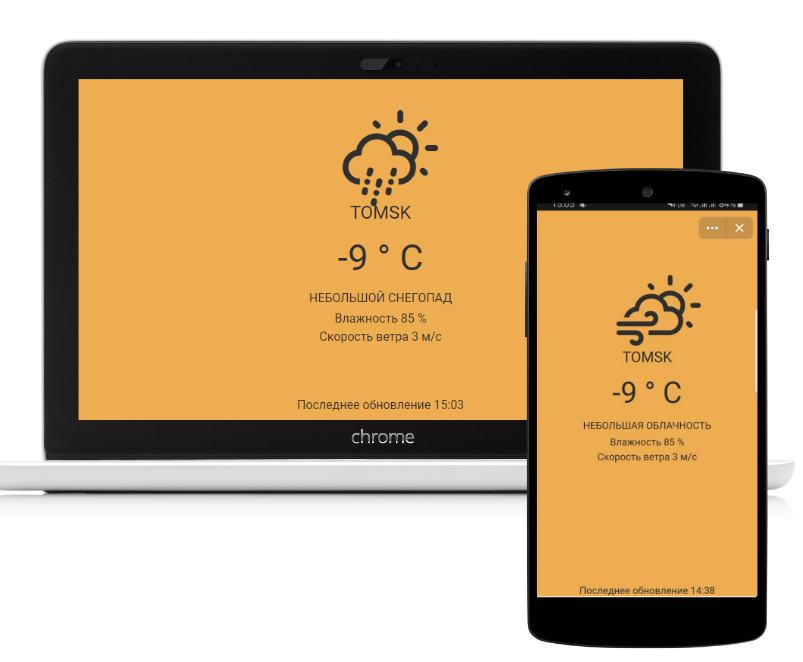 TOMSK
-9 ° C
НЕБОЛЬШОЙ СНЕГОПАД
Влажность 85 %
Скорость ветра 3 м/с
Последнее обновление 15:03
chrome
15:05 84%
TOMSK
-9 ° C
НЕБОЛЬШАЯ ОБЛАЧНОСТЬ
Влажность 85 %
Скорость ветра 3 м/с
Последнее обновление 14:38